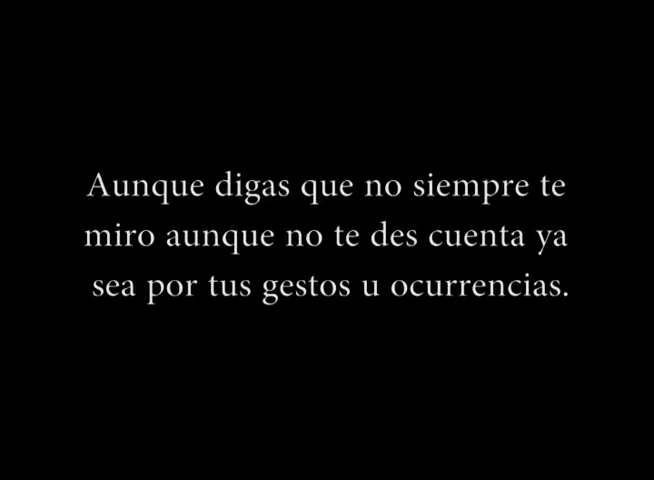 Aunque digas que no siempre te
miro aunque no te des cuenta ya
sea por tus gestos u ocurrencias.